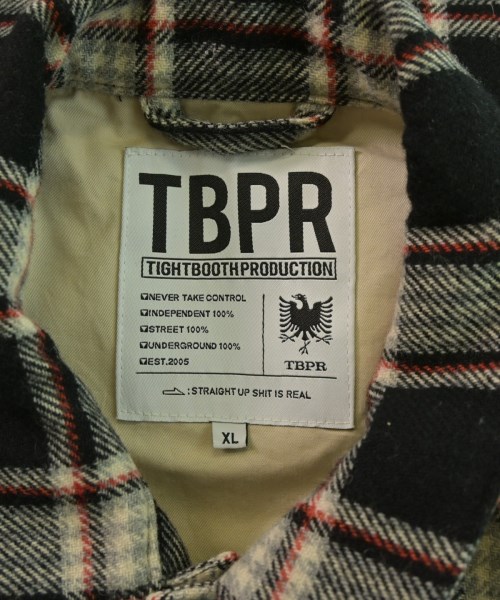 TBPR
TIGHTBOOTHPRODUCTION
NEVER TAKE CONTROL
INDEPENDENT 100%
STREET 100%
UNDERGROUND 100%
EST.2005
TBPR
:STRAIGHT UP SHIT IS REAL
XL